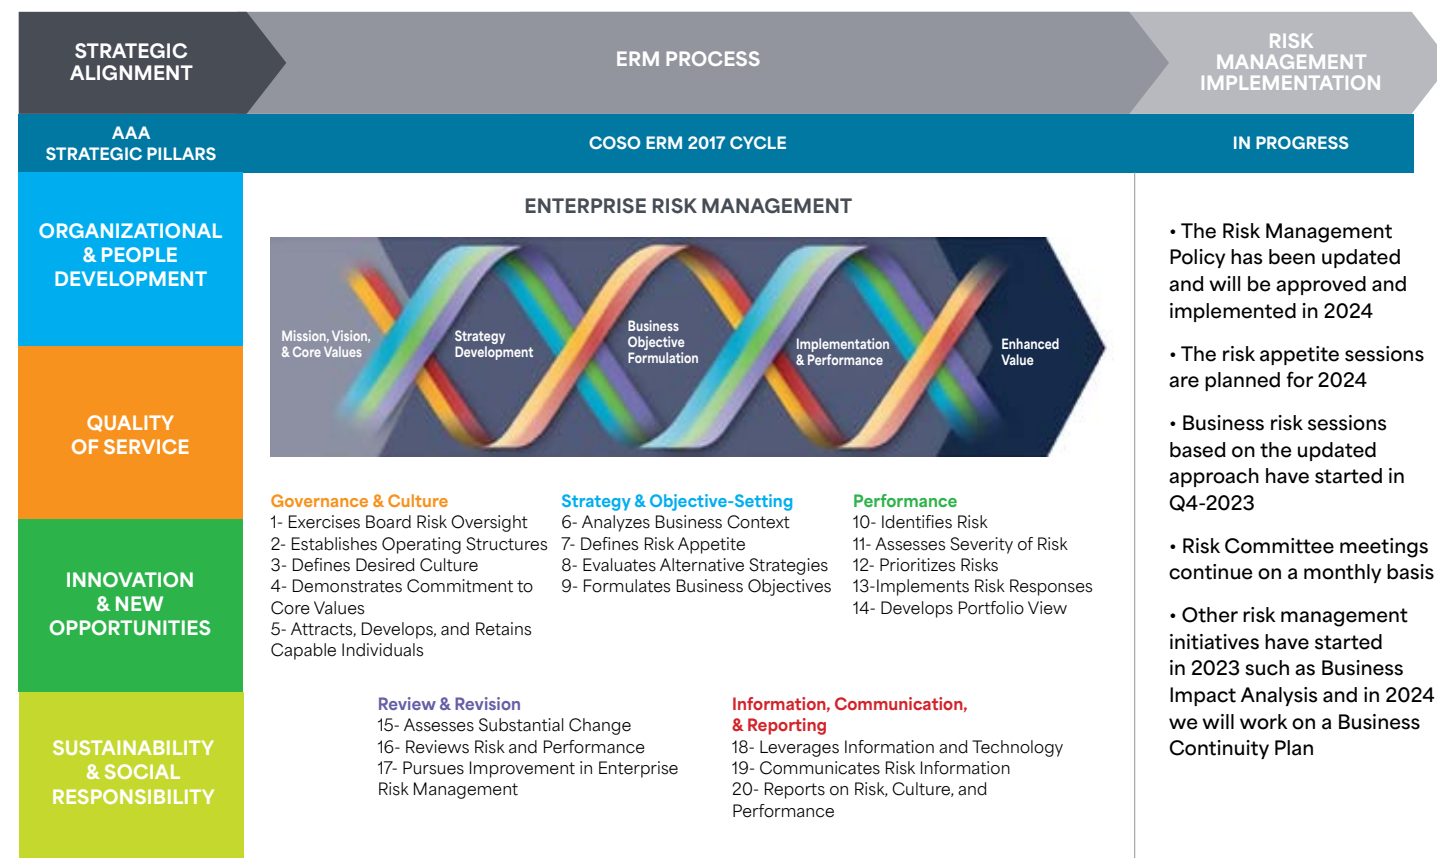 STRATEGIC
ALIGNMENT
ERM PROCESS
RISK
MANAGEMENT
IMPLEMENTATION
AAA
STRATEGIC PILLARS
COSO ERM 2017 CYCLE
IN PROGRESS
ORGANIZATIONAL
& PEOPLE
DEVELOPMENT
QUALITY
OF SERVICE
INNOVATION
& NEW
OPPORTUNITIES
SUSTAINABILITY
& SOCIAL
RESPONSIBILITY
ENTERPRISE RISK MANAGEMENT
Mission, Vision,
& Core Values
Strategy
Development
Business
Objective
Formulation
Implementation
& Performance
Enhanced
Value
Governance & Culture
1- Exercises Board Risk Oversight
2- Establishes Operating Structures
3- Defines Desired Culture
4- Demonstrates Commitment to
Core Values
5- Attracts, Develops, and Retains
Capable Individuals
Strategy & Objective-Setting
6- Analyzes Business Context
7- Defines Risk Appetite
8- Evaluates Alternative Strategies
9- Formulates Business Objectives
Performance
10- Identifies Risk
11- Assesses Severity of Risk
12- Prioritizes Risks
13-Implements Risk Responses
14- Develops Portfolio View
Review & Revision
15- Assesses Substantial Change
16- Reviews Risk and Performance
17- Pursues Improvement in Enterprise
Risk Management
Information, Communication,
& Reporting
18- Leverages Information and Technology
19- Communicates Risk Information
20- Reports on Risk, Culture, and
Performance
• The Risk Management
Policy has been updated
and will be approved and
implemented in 2024
• The risk appetite sessions
are planned for 2024
• Business risk sessions
based on the updated
approach have started in
Q4-2023
• Risk Committee meetings
continue on a monthly basis
• Other risk management
initiatives have started
in 2023 such as Business
Impact Analysis and in 2024
we will work on a Business
Continuity Plan